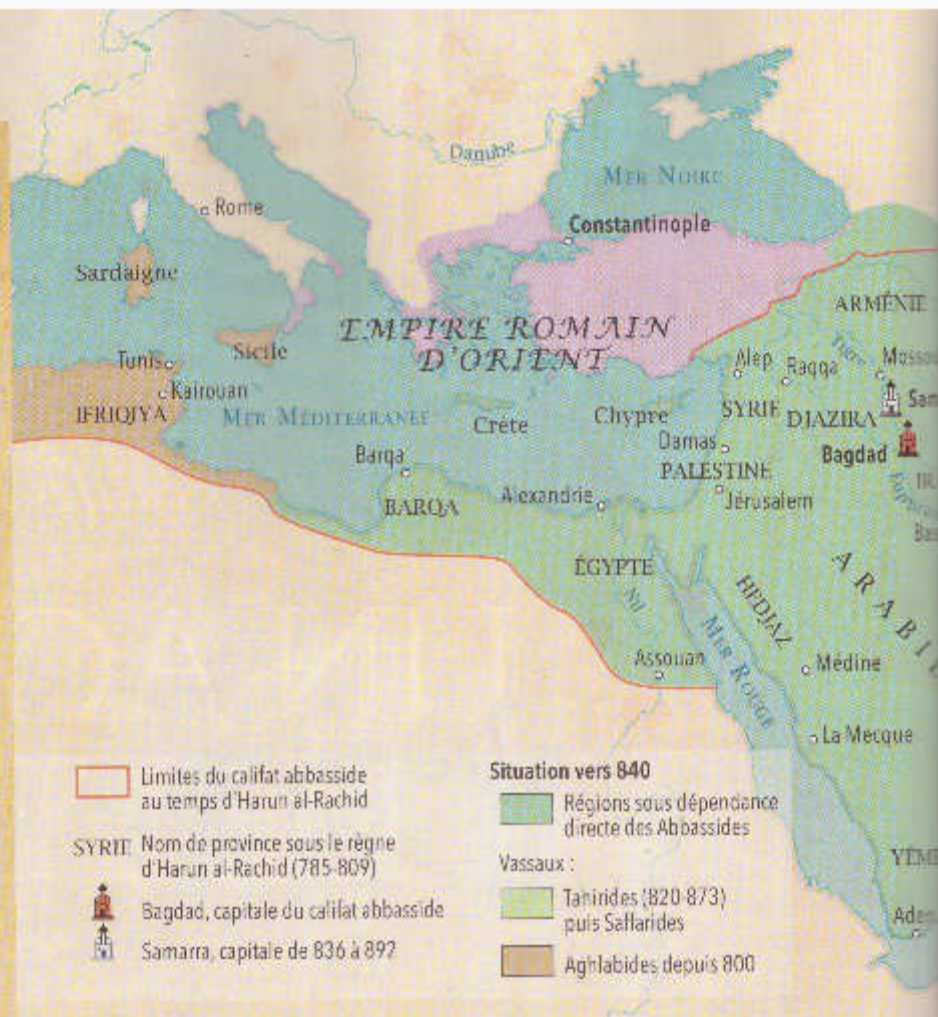 Danube
MER NOIRE
Rome
Constantinople
Sardaigne
ARMÉNIE
EMPIRE ROMAIN
D'ORIENT
Tigre
Tunis
Sicile
Alep
Raqqa
Kairouan
IFRIQIYA
MER MÉDITERRANÉE
Crète
Chypre
SYRIE
DJAZIRA
Damas
Bagdad
Barqa
PALESTINE
BARQA
Alexandrie
Jérusalem
ÉGYPTE
Nil
HEDJAZ
MER ROUGE
Assouan
Médine
La Mecque
Limites du califat abbasside
au temps d'Harun al-Rachid
SYRIE Nom de province sous le règne
d'Harun al-Rachid (785-809)
Bagdad, capitale du califat abbasside
Samarra, capitale de 836 à 892
Situation vers 840
Régions sous dépendance
directe des Abbassides
Vassaux :
Tahirides (820-873)
puis Saffarides
Aghlabides depuis 800
Aden